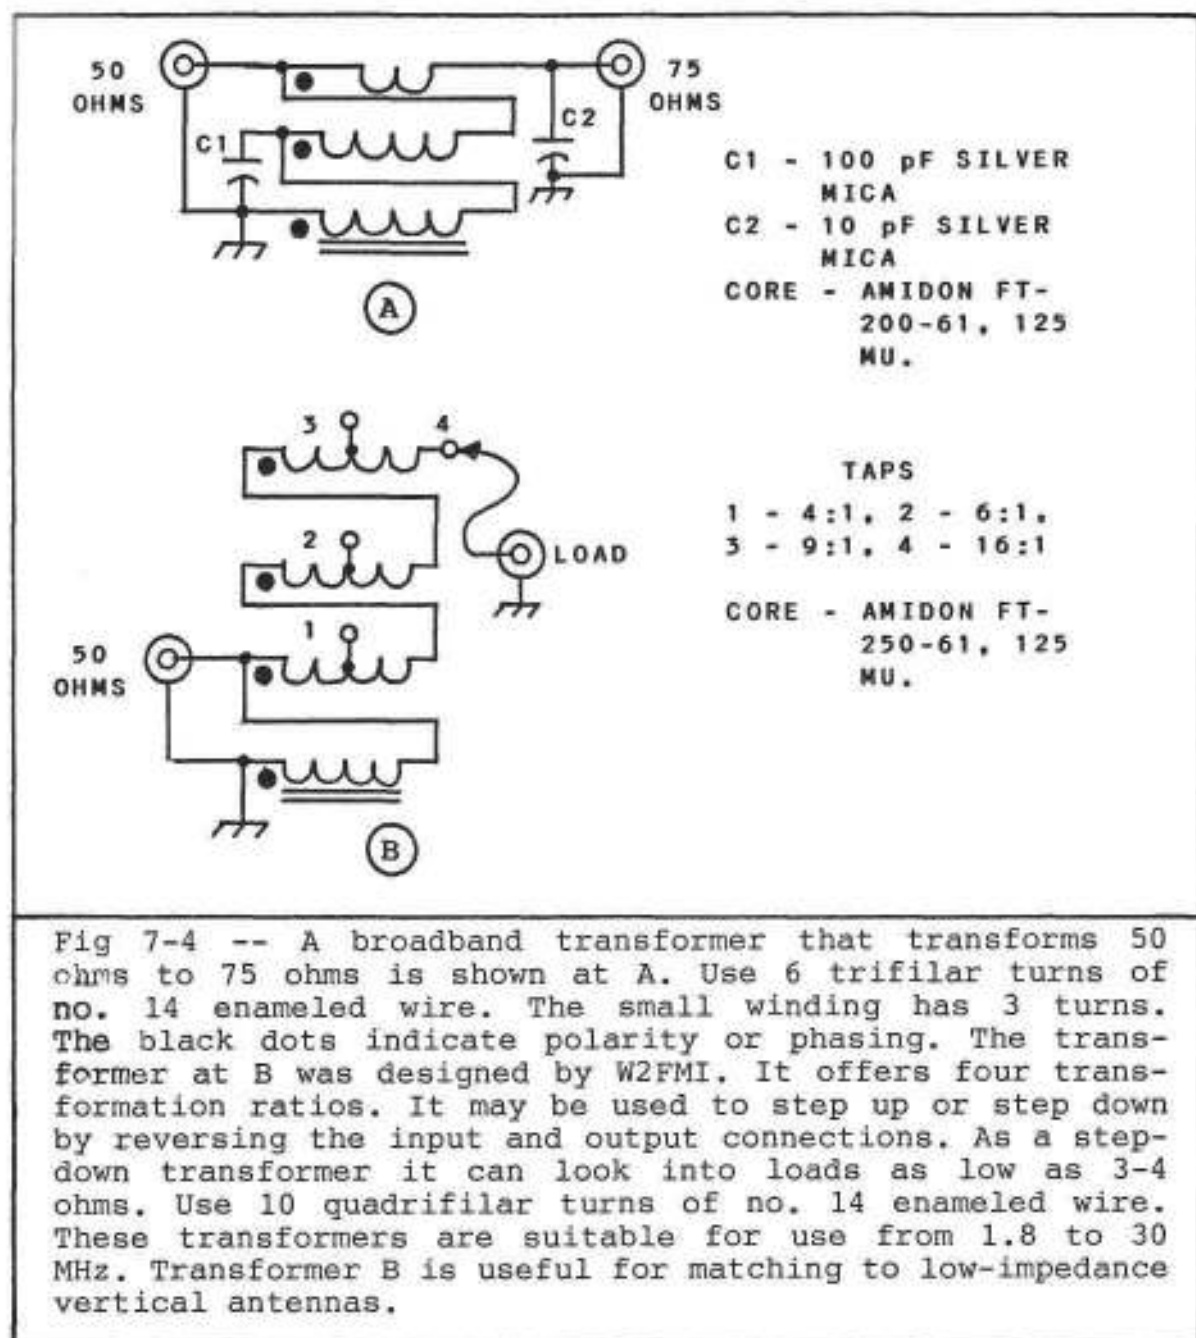 50
OHMS
75
OHMS
C1
C2
A
C1 - 100 pF SILVER
MICA
C2 - 10 pF SILVER
MICA
CORE - AMIDON FT-
200-61, 125
MU.
3
4
2
LOAD
1
50
OHMS
B
TAPS
1 - 4:1, 2 - 6:1,
3 - 9:1, 4 - 16:1
CORE - AMIDON FT-
250-61, 125
MU.
Fig 7-4 -- A broadband transformer that transforms 50
ohms to 75 ohms is shown at A. Use 6 trifilar turns of
no. 14 enameled wire. The small winding has 3 turns.
The black dots indicate polarity or phasing. The trans-
former at B was designed by W2FMI. It offers four trans-
formation ratios. It may be used to step up or step down
by reversing the input and output connections. As a step-
down transformer it can look into loads as low as 3-4
ohms. Use 10 quadrifilar turns of no. 14 enameled wire.
These transformers are suitable for use from 1.8 to 30
MHz. Transformer B is useful for matching to low-impedance
vertical antennas.